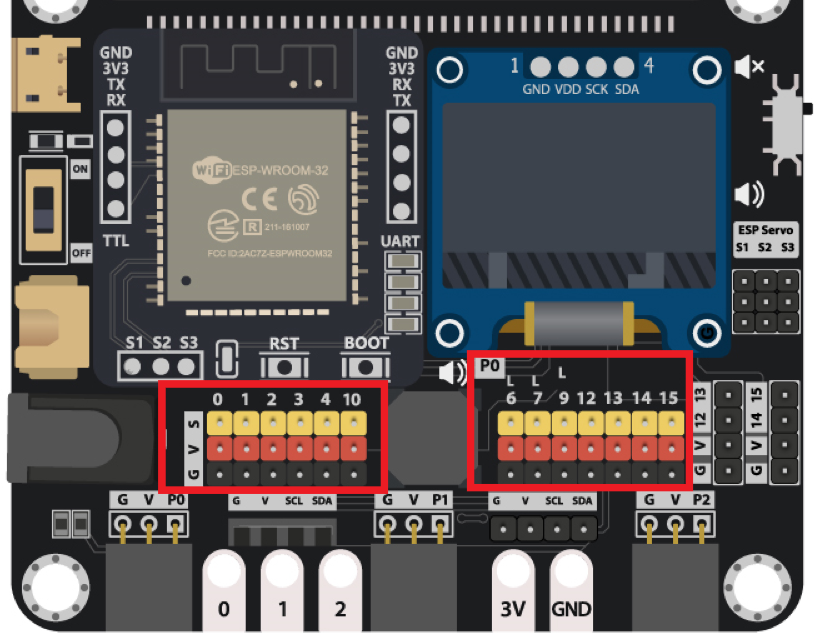 GND
3V3
TX
RX
GND
3V3
RX
TX
1
4
GND VDD SCK SDA
WiFi ESP-WROOM-32
CE
R 211-161007
FCC ID:2AC7Z-ESPWROOM32
ON
OFF
TTL
UART
ESP Servo
S1 S2 S3
S1 S2 S3
RST
BOOT
P0
L L L
0 1 2 3 4 10
6 7 9 12 13 14 15
S
V
G
13
12
V
G
15
14
V
G
G V P0
G V SCL SDA
G V P1
G V SCL SDA
G V P2
0
1
2
3V
GND